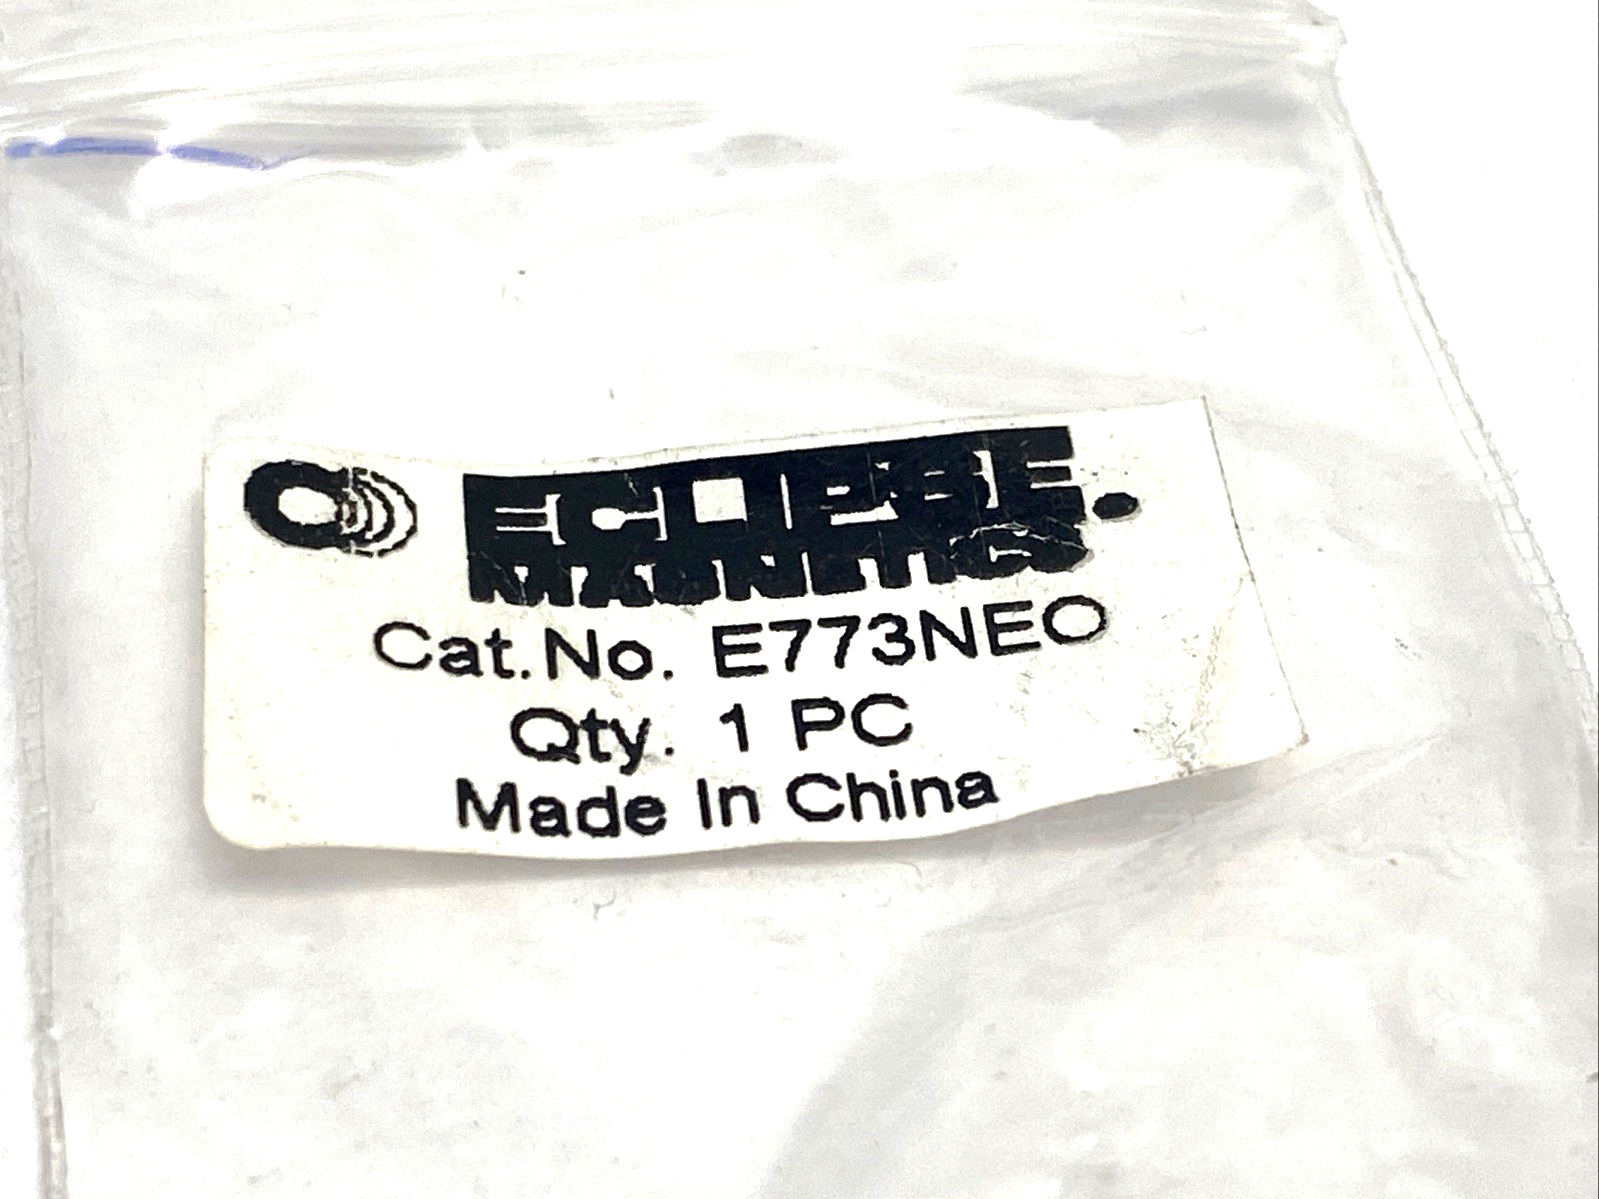 ECLIPSE
MAGNETICS
Cat.No. E773NEO
Qty. 1 PC
Made In China